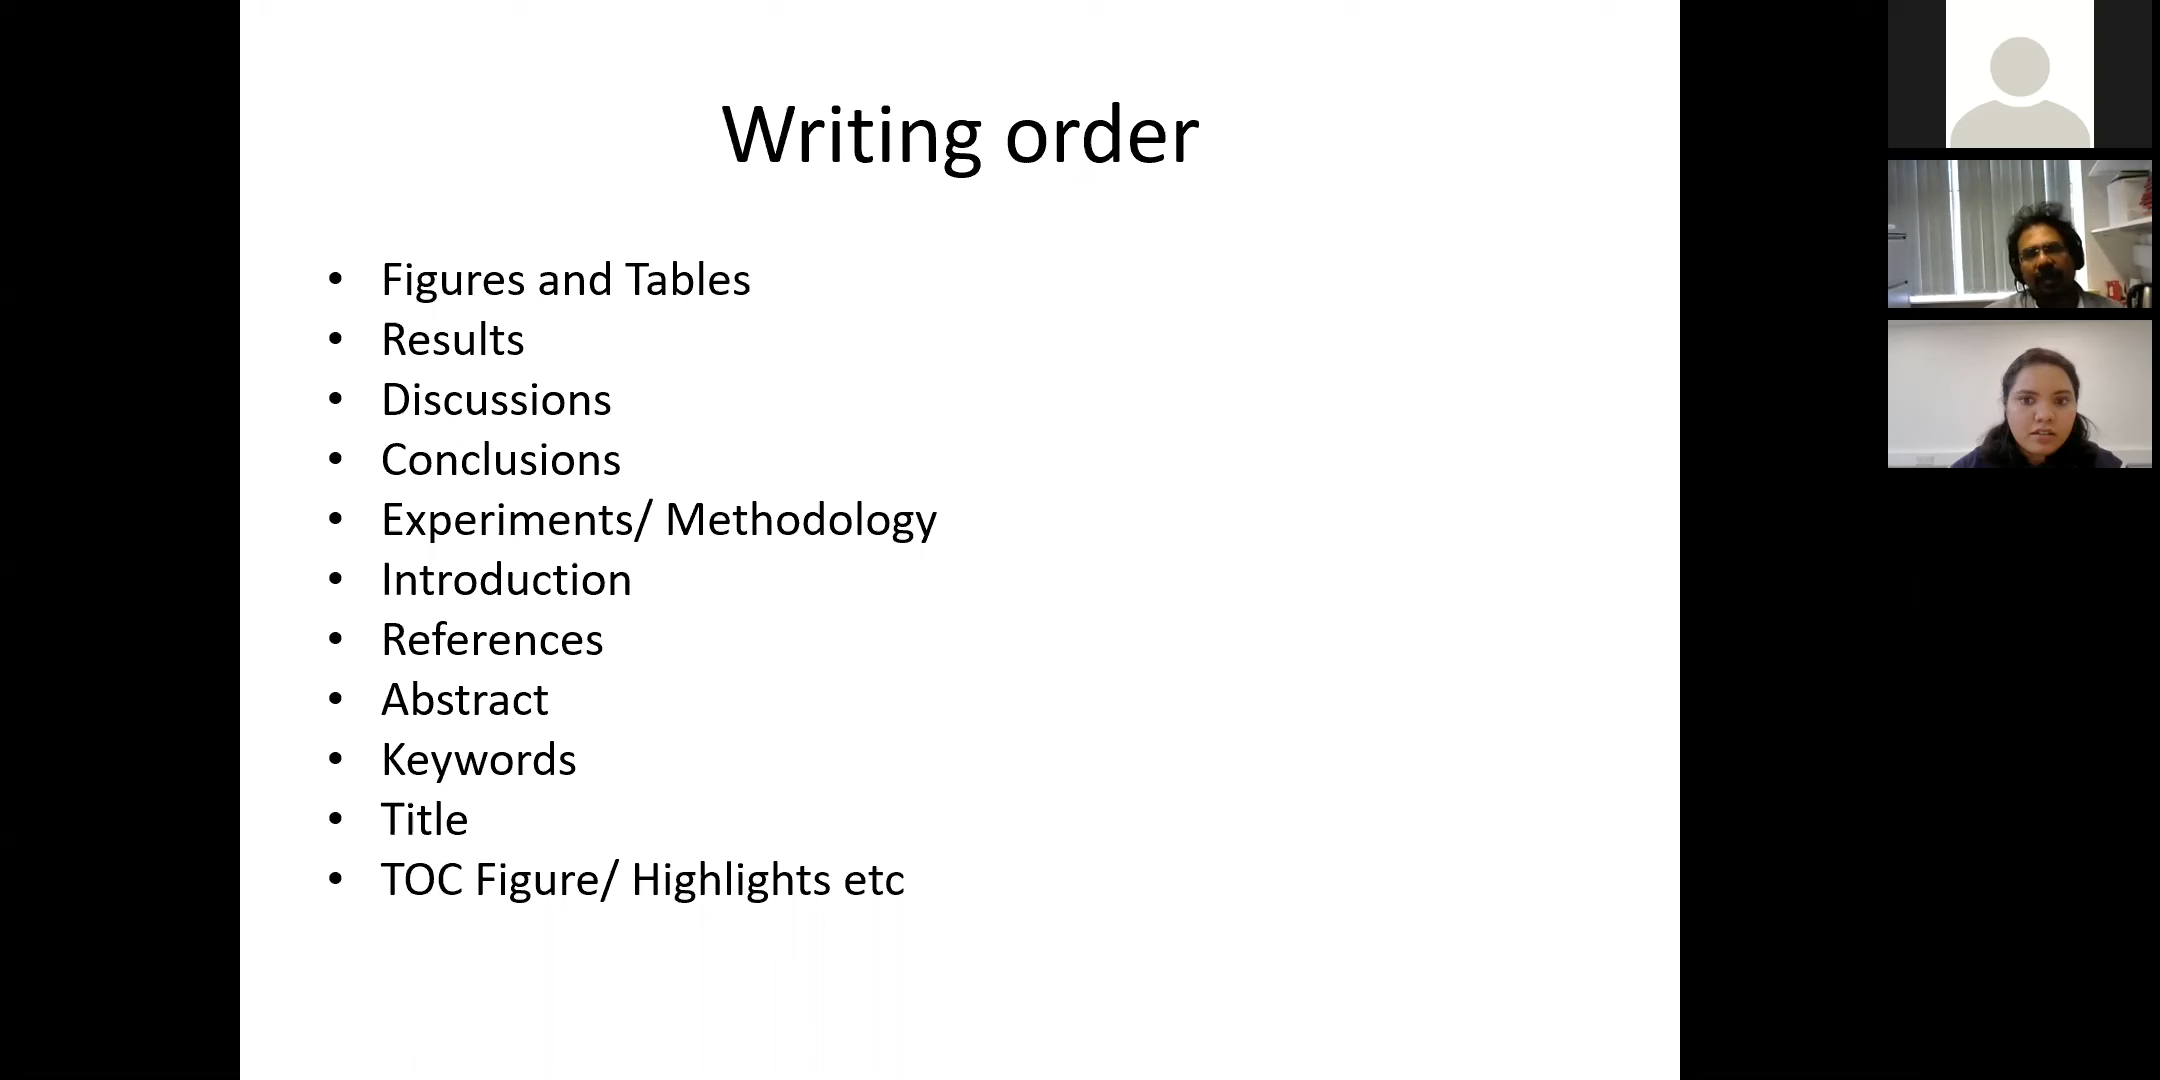 Writing order
• Figures and Tables
• Results
• Discussions
• Conclusions
• Experiments/ Methodology
• Introduction
• References
• Abstract
• Keywords
• Title
• TOC Figure/ Highlights etc